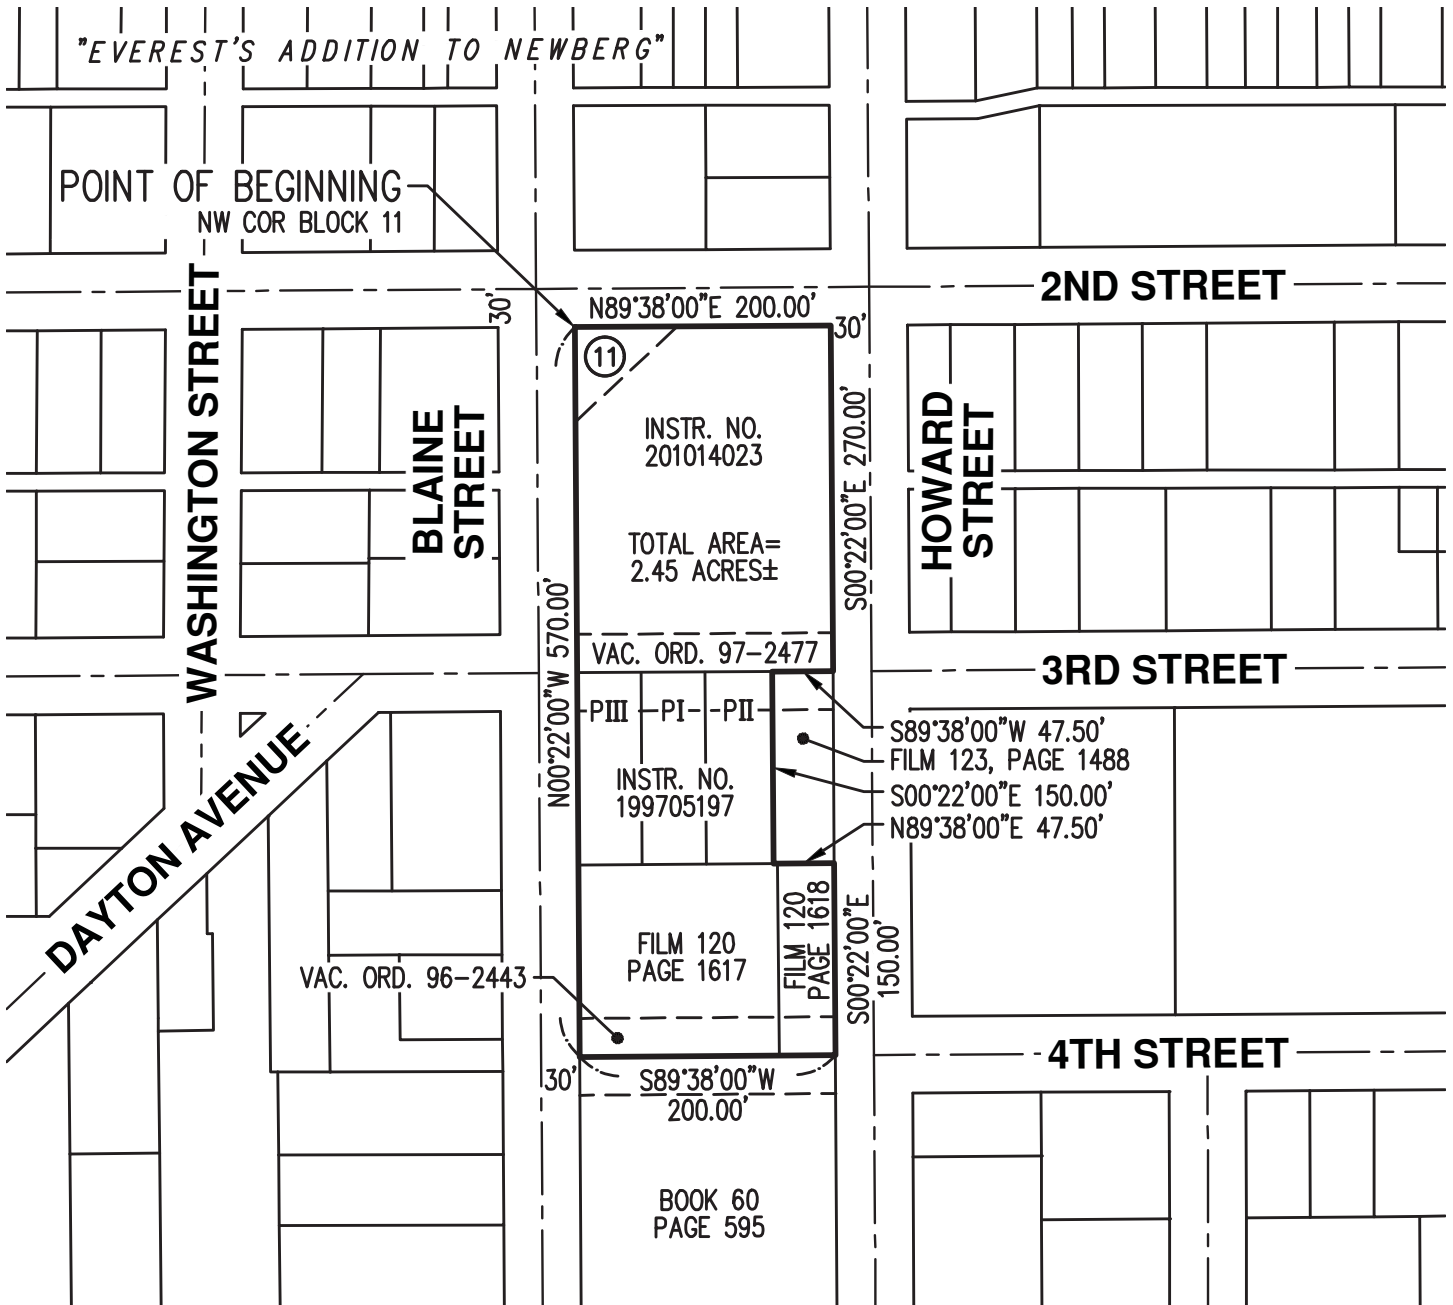 "EVEREST'S ADDITION TO NEWBERG"
POINT OF BEGINNING
NW COR BLOCK 11
2ND STREET
30'
N89°38'00"E 200.00'
30'
11
WASHINGTON STREET
BLAINE
STREET
INSTR. NO.
201014023
TOTAL AREA=
2.45 ACRES±
S00°22'00"E 270.00'
HOWARD
STREET
N00°22'00"W 570.00'
VAC. ORD. 97-2477
3RD STREET
PIII
PI
PII
S89°38'00"W 47.50'
FILM 123, PAGE 1488
S00°22'00"E 150.00'
N89°38'00"E 47.50'
INSTR. NO.
199705197
DAYTON AVENUE
FILM 120
PAGE 1617
FILM 120
PAGE 1618
S00°22'00"E
150.00'
VAC. ORD. 96-2443
4TH STREET
30'
S89°38'00"W
200.00'
BOOK 60
PAGE 595